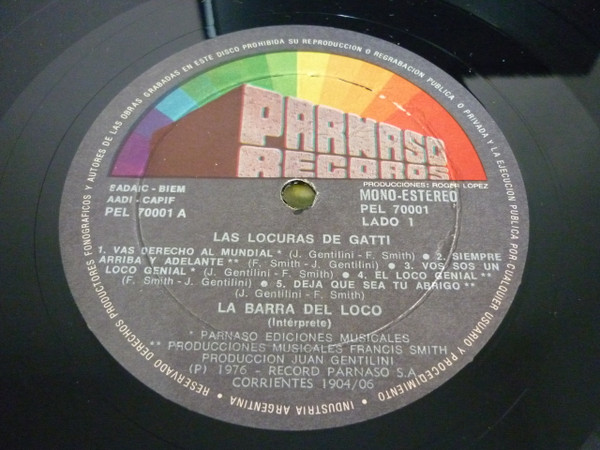 RESERVADO DERECHOS PRODUCTORES FONOGRAFICOS Y AUTORES DE LAS OBRAS GRABADAS EN ESTE DISCO PROHIBIDA SU REPRODUCCION O REGRABACION PUBLICA O PRIVADA Y LA EJECUCION PUBLICA POR CUALQUIER USUARIO Y PROCEDIMIENTO
PARNASO
RECORDS
PRODUCCIONES: ROGER LOPEZ
SADAIC - BIEM
AADI - CAPIF
PEL 70001 A
MONO-ESTEREO
PEL 70001
LADO 1
LAS LOCURAS DE GATTI
1. VAS DERECHO AL MUNDIAL * (J. Gentilini - F. Smith) • 2. SIEMPRE
ARRIBA Y ADELANTE ** (F. Smith - J. Gentilini) • 3. VOS SOS UN
LOCO GENIAL * (J. Gentilini - F. Smith) • 4. EL LOCO GENIAL **
(F. Smith - J. Gentilini) • 5. DEJA QUE SEA TU ABRIGO **
(J. Gentilini - F. Smith)
LA BARRA DEL LOCO
(Intérprete)
* PARNASO EDICIONES MUSICALES
** PRODUCCIONES MUSICALES FRANCIS SMITH
PRODUCCION JUAN GENTILINI
(P) 1976 - RECORD PARNASO S.A.
CORRIENTES 1904/06
• INDUSTRIA ARGENTINA •